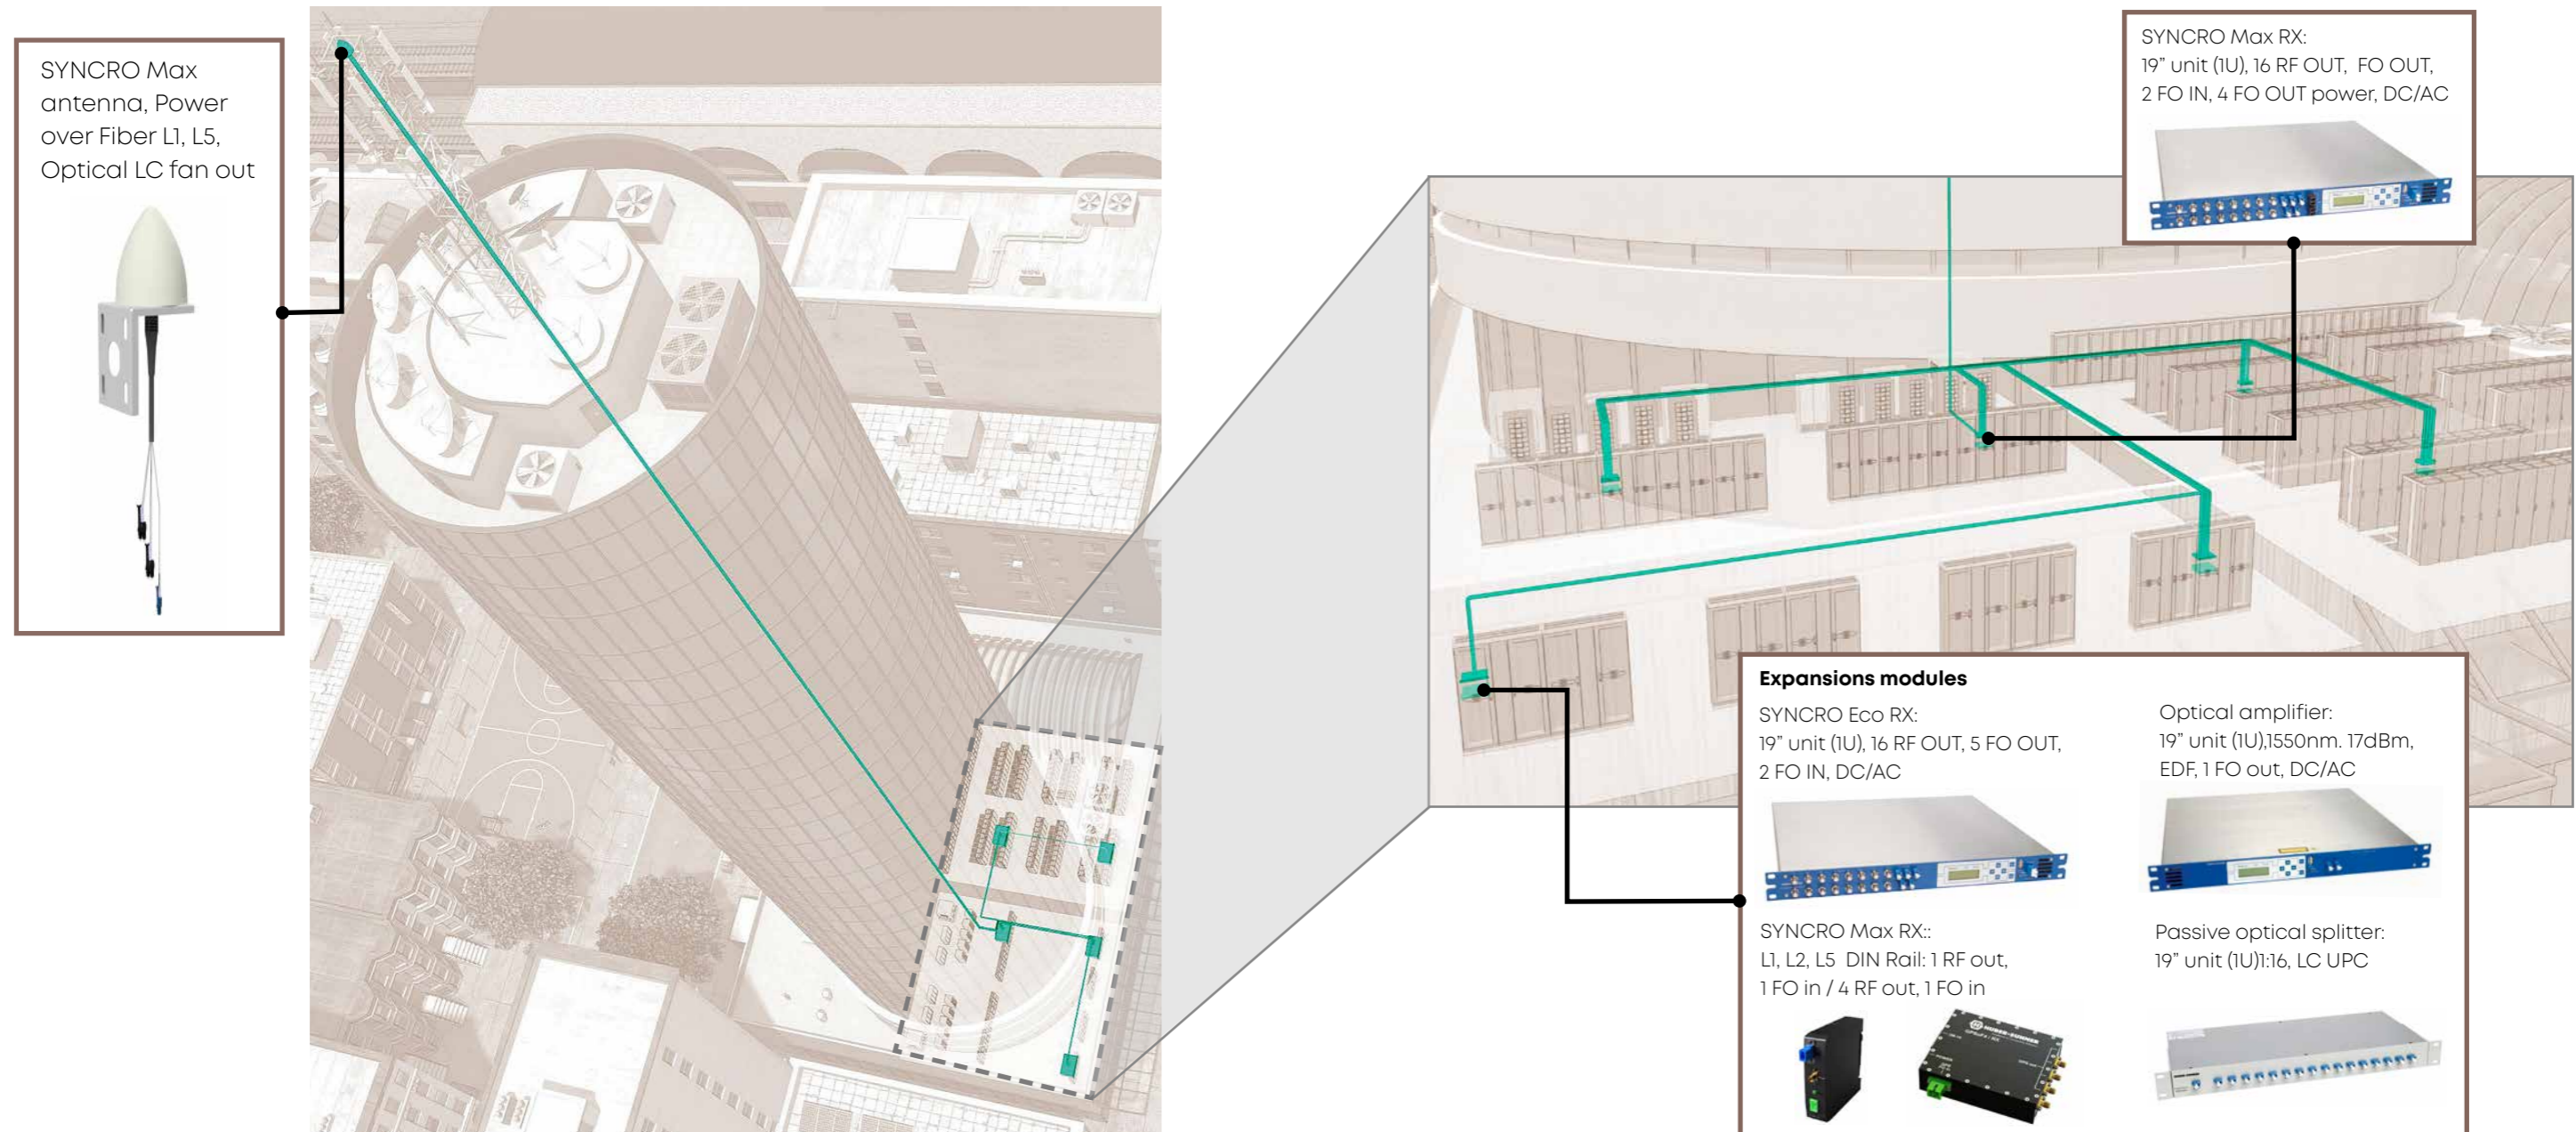 SYNCRO Max
antenna, Power
over Fiber L1, L5,
Optical LC fan out
SYNCRO Max RX:
19” unit (1U), 16 RF OUT,  FO OUT,
2 FO IN, 4 FO OUT power, DC/AC
Expansions modules
SYNCRO Eco RX:
19” unit (1U), 16 RF OUT, 5 FO OUT,
2 FO IN, DC/AC
Optical amplifier:
19” unit (1U),1550nm. 17dBm,
EDF, 1 FO out, DC/AC
SYNCRO Max RX::
L1, L2, L5  DIN Rail: 1 RF out,
1 FO in / 4 RF out, 1 FO in
Passive optical splitter:
19” unit (1U)1:16, LC UPC
HUBER+SUHNER
POWER